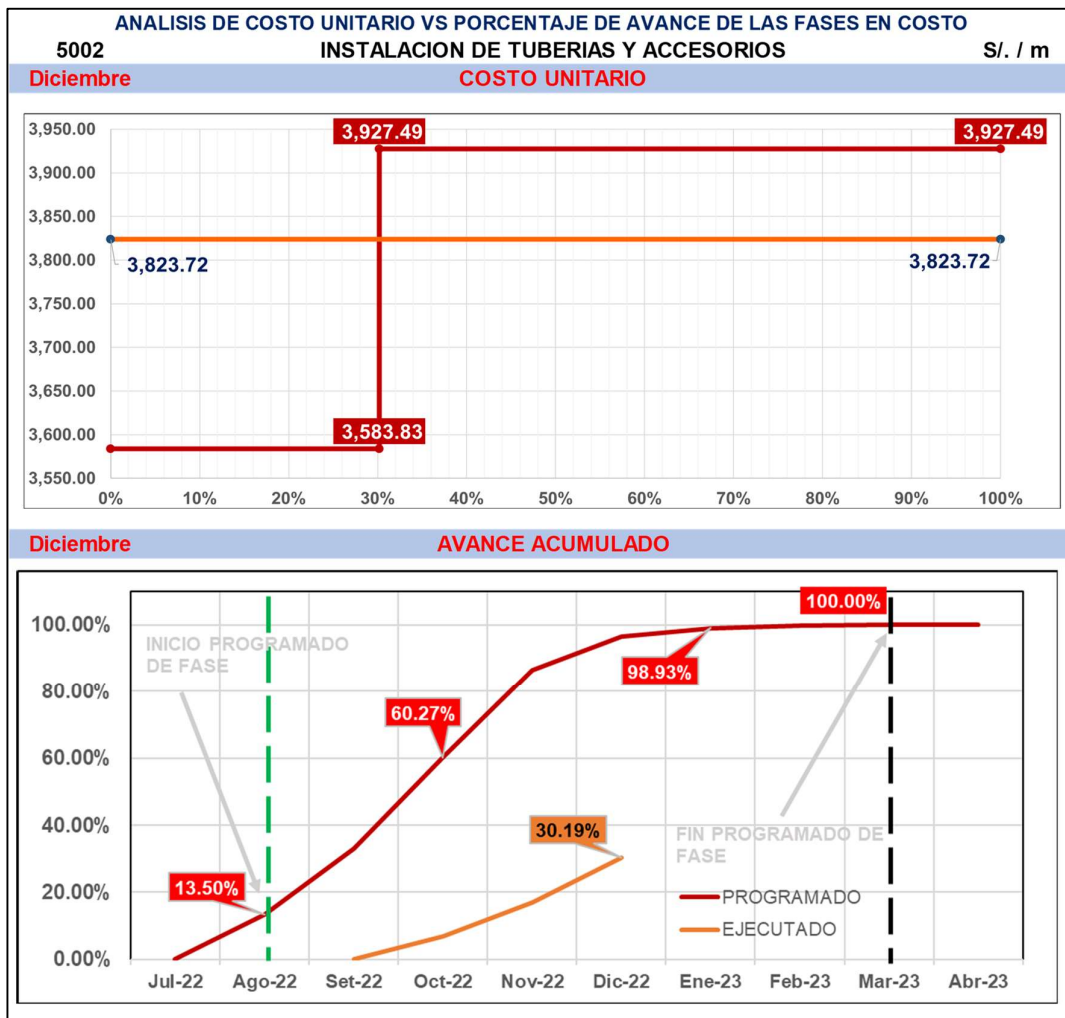 ANALISIS DE COSTO UNITARIO VS PORCENTAJE DE AVANCE DE LAS FASES EN COSTO
5002 INSTALACION DE TUBERIAS Y ACCESORIOS S/. / m
Diciembre COSTO UNITARIO
3,950.00
3,927.49 3,927.49
3,900.00
3,850.00
3,823.72 3,823.72
3,800.00
3,750.00
3,700.00
3,650.00
3,600.00
3,583.83
3,550.00
0% 10% 20% 30% 40% 50% 60% 70% 80% 90% 100%
Diciembre AVANCE ACUMULADO
100.00%
100.00%
INICIO PROGRAMADO
DE FASE
98.93%
80.00%
60.27%
60.00%
40.00%
30.19%
FIN PROGRAMADO DE
FASE
20.00%
13.50%
PROGRAMADO
EJECUTADO
0.00%
Jul-22 Ago-22 Set-22 Oct-22 Nov-22 Dic-22 Ene-23 Feb-23 Mar-23 Abr-23